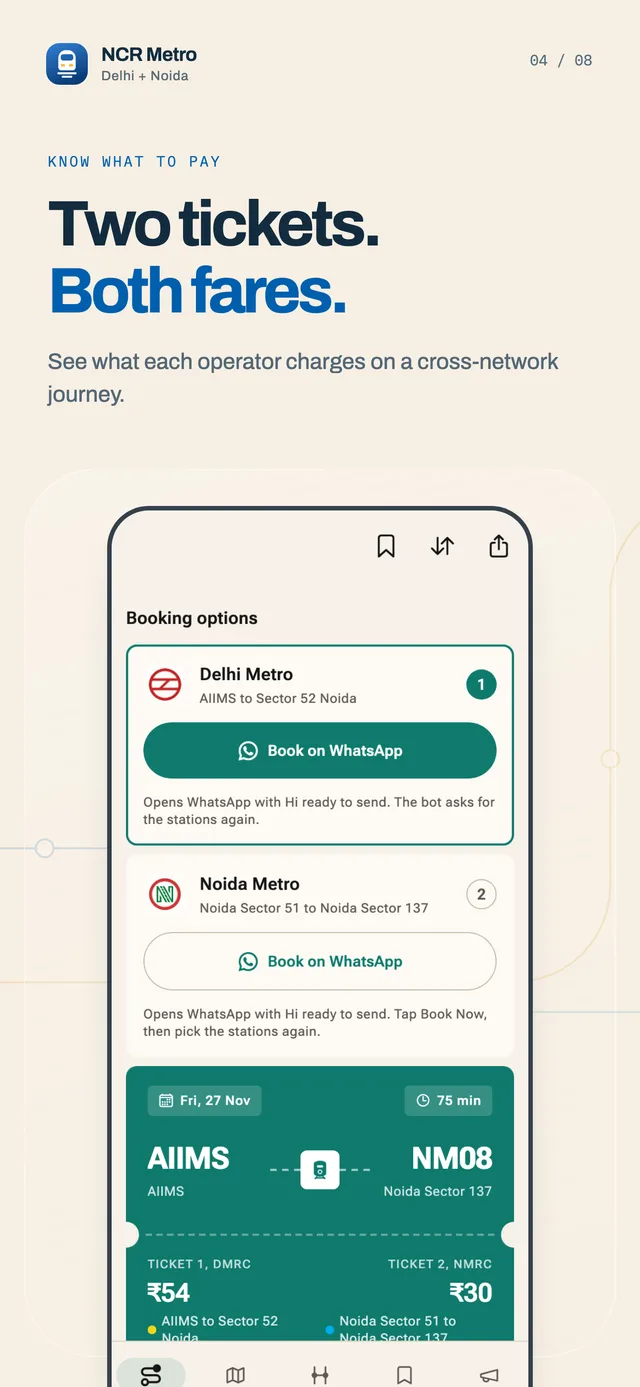 NCR Metro
Delhi + Noida
04 / 08
KNOW WHAT TO PAY
Two tickets.
Both fares.
See what each operator charges on a cross-network
journey.
Booking options
Delhi Metro
AIIMS to Sector 52 Noida
1
Book on WhatsApp
Opens WhatsApp with Hi ready to send. The bot asks for
the stations again.
Noida Metro
Noida Sector 51 to Noida Sector 137
2
Book on WhatsApp
Opens WhatsApp with Hi ready to send. Tap Book Now,
then pick the stations again.
Fri, 27 Nov
75 min
AIIMS
NM08
AIIMS
Noida Sector 137
TICKET 1, DMRC
TICKET 2, NMRC
₹54
₹30
AIIMS to Sector 52
Noida
Noida Sector 51 to
Noida Sector 137